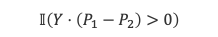 𝕀(Y · (P₁ − P₂) > 0)